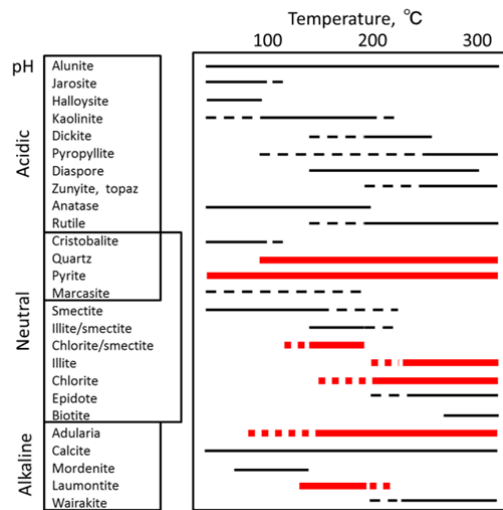 Temperature, ℃
100 200 300
pH
Acidic
Neutral
Alkaline
Alunite
Jarosite
Halloysite
Kaolinite
Dickite
Pyropyllite
Diaspore
Zunyite, topaz
Anatase
Rutile
Cristobalite
Quartz
Pyrite
Marcasite
Smectite
Illite/smectite
Chlorite/smectite
Illite
Chlorite
Epidote
Biotite
Adularia
Calcite
Mordenite
Laumontite
Wairakite